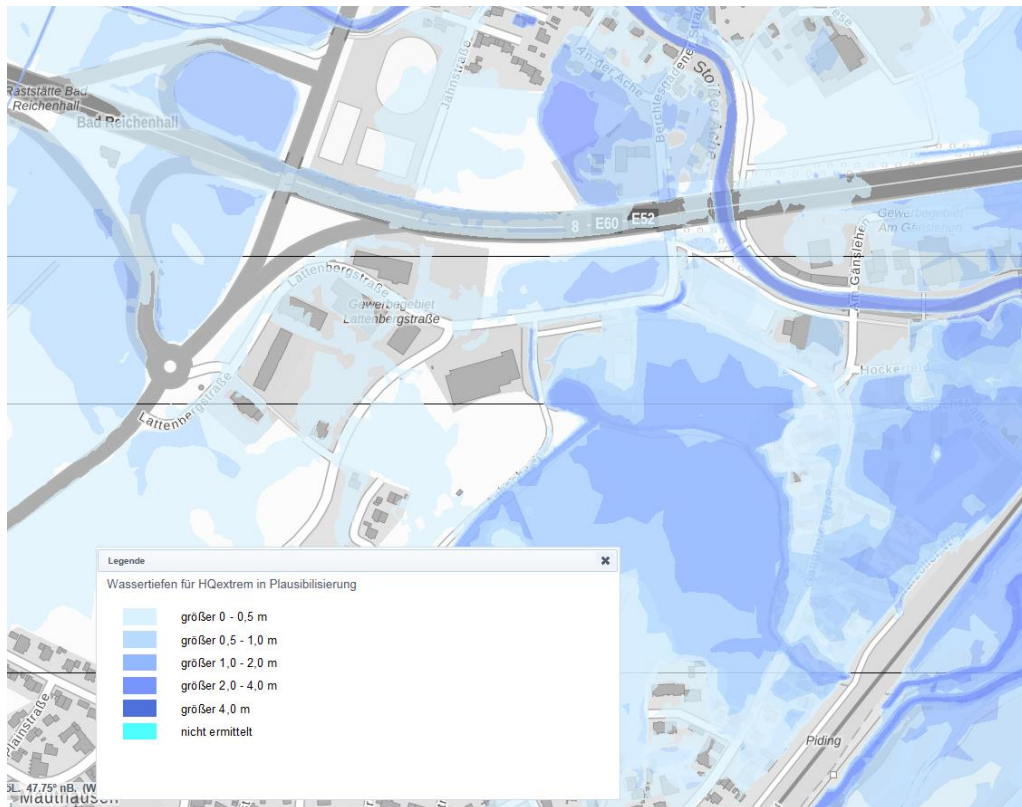 Raststätte Bad
Reichenhall
Bad Reichenhall
Jahnstraße
An der Ache
Berchtesgadener Straße
Stoißer Ache
8 - E60
E52
Gewerbegebiet
Am Gänslehen
Am Gänslehen
Lattenbergstraße
Gewerbegebiet
Lattenbergstraße
Lattenbergstraße
Hockerfeld
Legende
Wassertiefen für HQextrem in Plausibilisierung
größer 0 - 0,5 m
größer 0,5 - 1,0 m
größer 1,0 - 2,0 m
größer 2,0 - 4,0 m
größer 4,0 m
nicht ermittelt
Piding
Plainstraße
47.75° nB. (W
Mauthausen